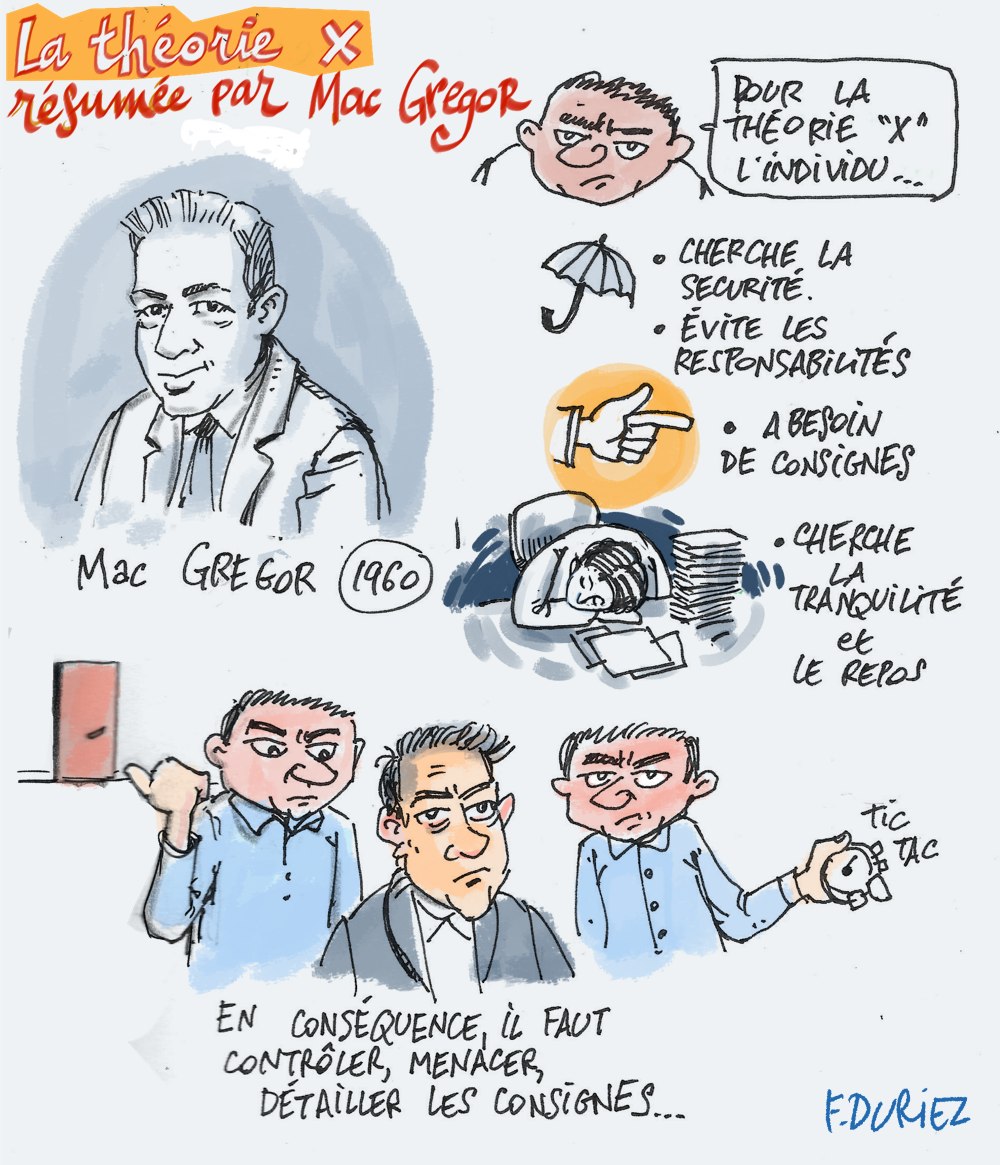 La théorie X
résumée par Mac Gregor
POUR LA
THÉORIE "X"
L'INDIVIDU...
• CHERCHE LA
SECURITÉ.
• ÉVITE LES
RESPONSABILITÉS
• A BESOIN
DE CONSIGNES
• CHERCHE
LA
TRANQUILITÉ
et
LE REPOS
Mac GREGOR 1960
TIC
TAC
EN CONSÉQUENCE, IL FAUT
CONTRÔLER, MENACER,
DÉTAILLER LES CONSIGNES...
F. DURIEZ